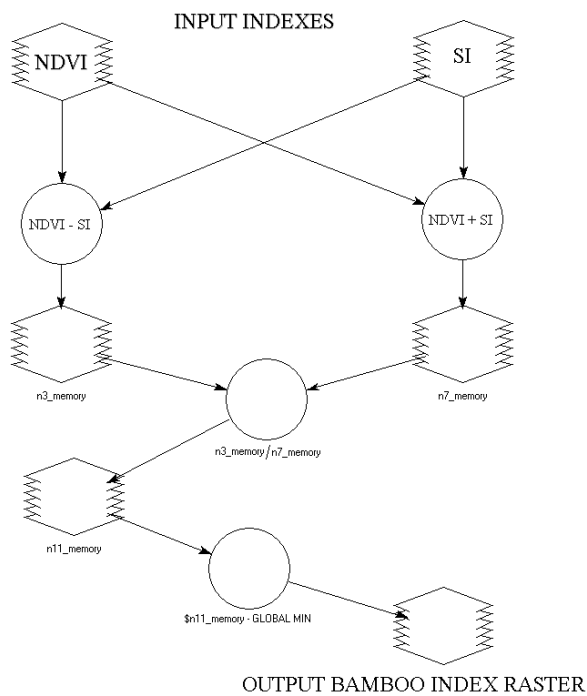 INPUT INDEXES
NDVI
SI
NDVI - SI
NDVI + SI
n3_memory
n7_memory
n3_memory/n7_memory
n11_memory
$n11_memory - GLOBAL MIN
OUTPUT BAMBOO INDEX RASTER